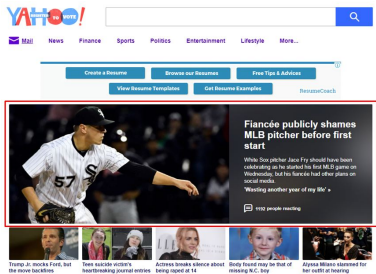 YAHOO!
REGISTER TO VOTE
Mail News Finance Sports Politics Entertainment Lifestyle More...
Create a Resume Browse our Resumes Free Tips & Advices
View Resume Templates Get Resume Examples ResumeCoach
57
Fiancée publicly shames
MLB pitcher before first
start
White Sox pitcher Jace Fry should have been
celebrating as he started his first MLB game on
Wednesday, but his fiancée had other plans on
social media.
'Wasting another year of my life' »
1192 people reacting
Trump Jr. mocks Ford, but
the move backfires
Teen suicide victim's
heartbreaking journal entries
Actress breaks silence about
being raped at 14
Body found may be that of
missing N.C. boy
Alyssa Milano slammed for
her outfit at hearing